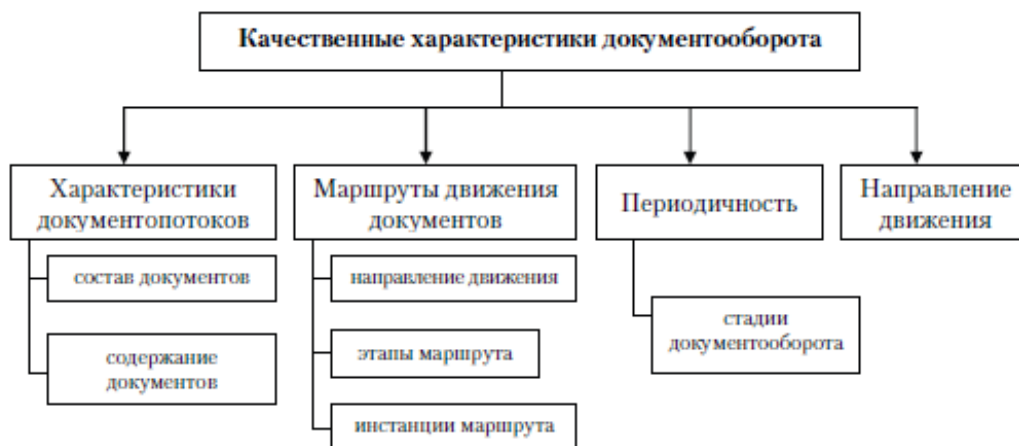 Качественные характеристики документооборота
Характеристики
документопотоков
состав документов
содержание
документов
Маршруты движения
документов
направление движения
этапы маршрута
инстанции маршрута
Периодичность
стадии
документооборота
Направление
движения